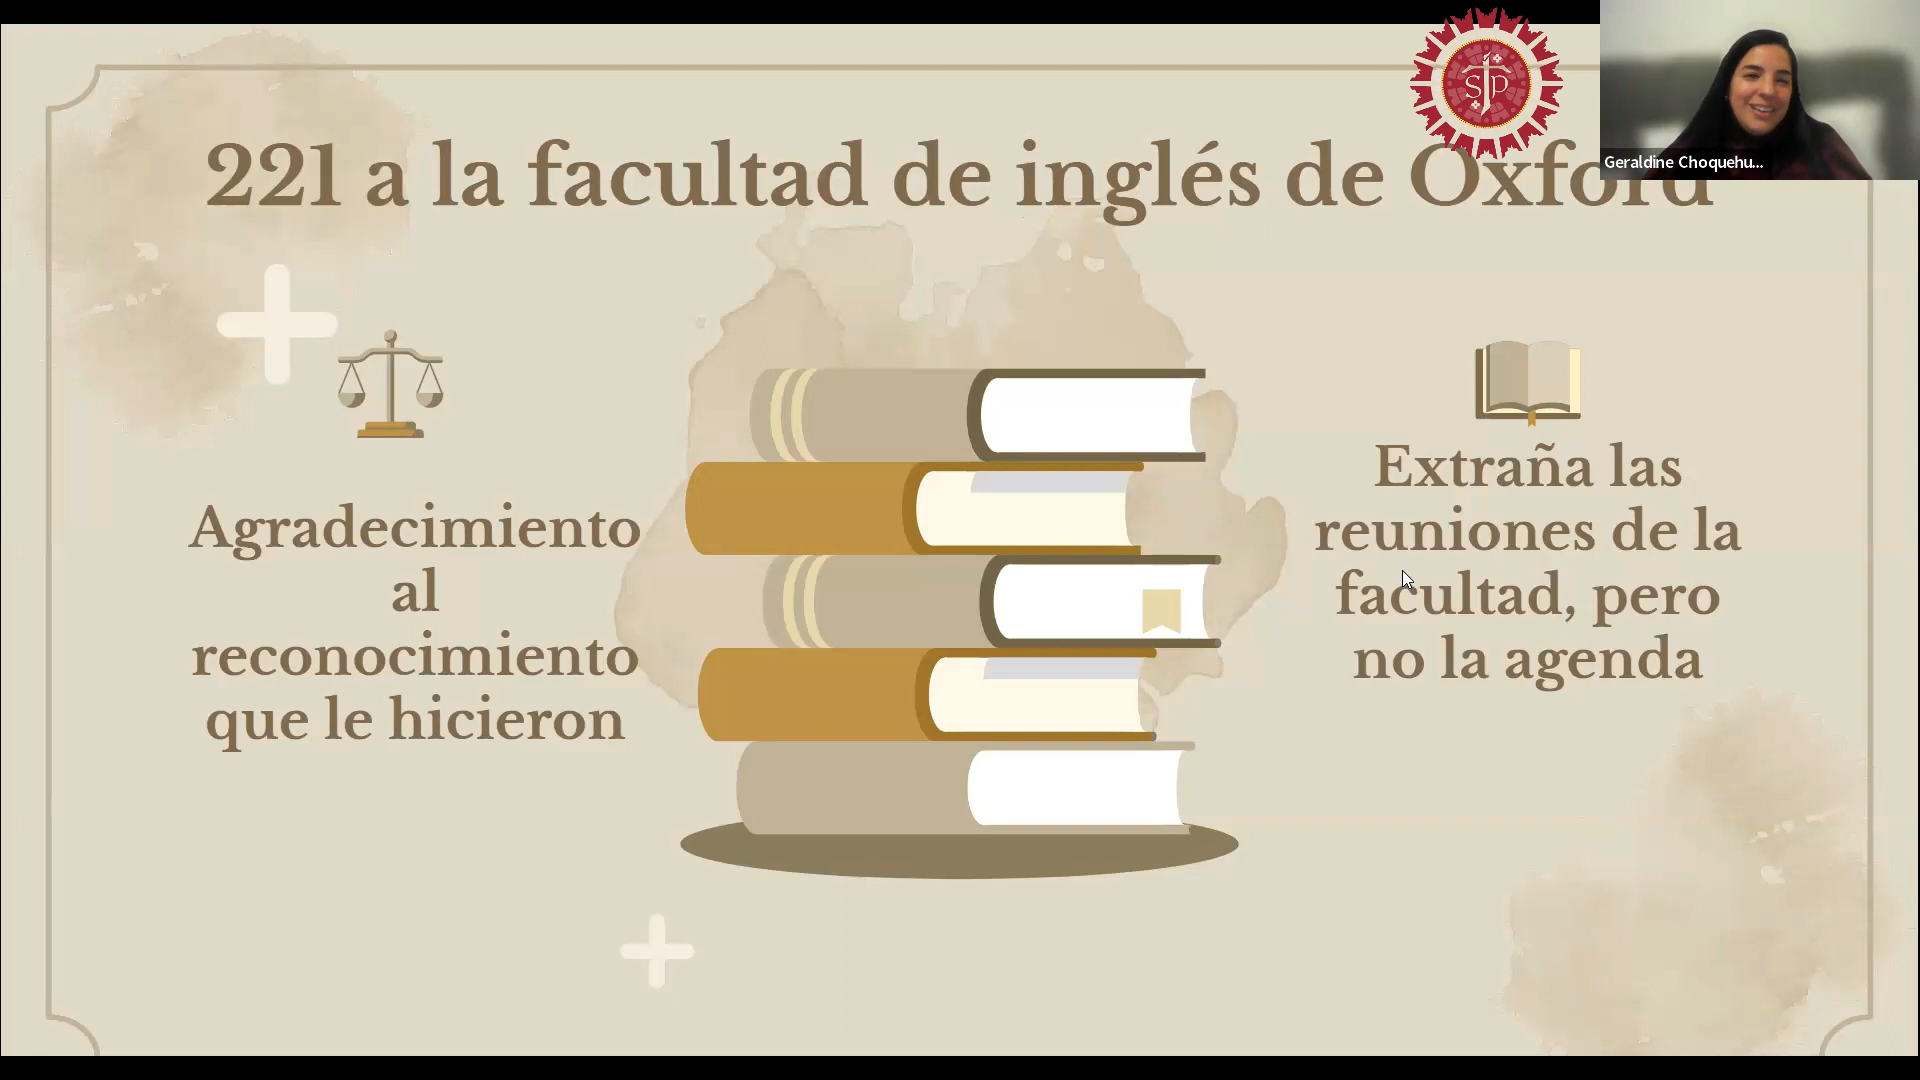 221 a la facultad de inglés de Oxford
SP
Geraldine Choquehu...
Agradecimiento
al
reconocimiento
que le hicieron
Extraña las
reuniones de la
facultad, pero
no la agenda